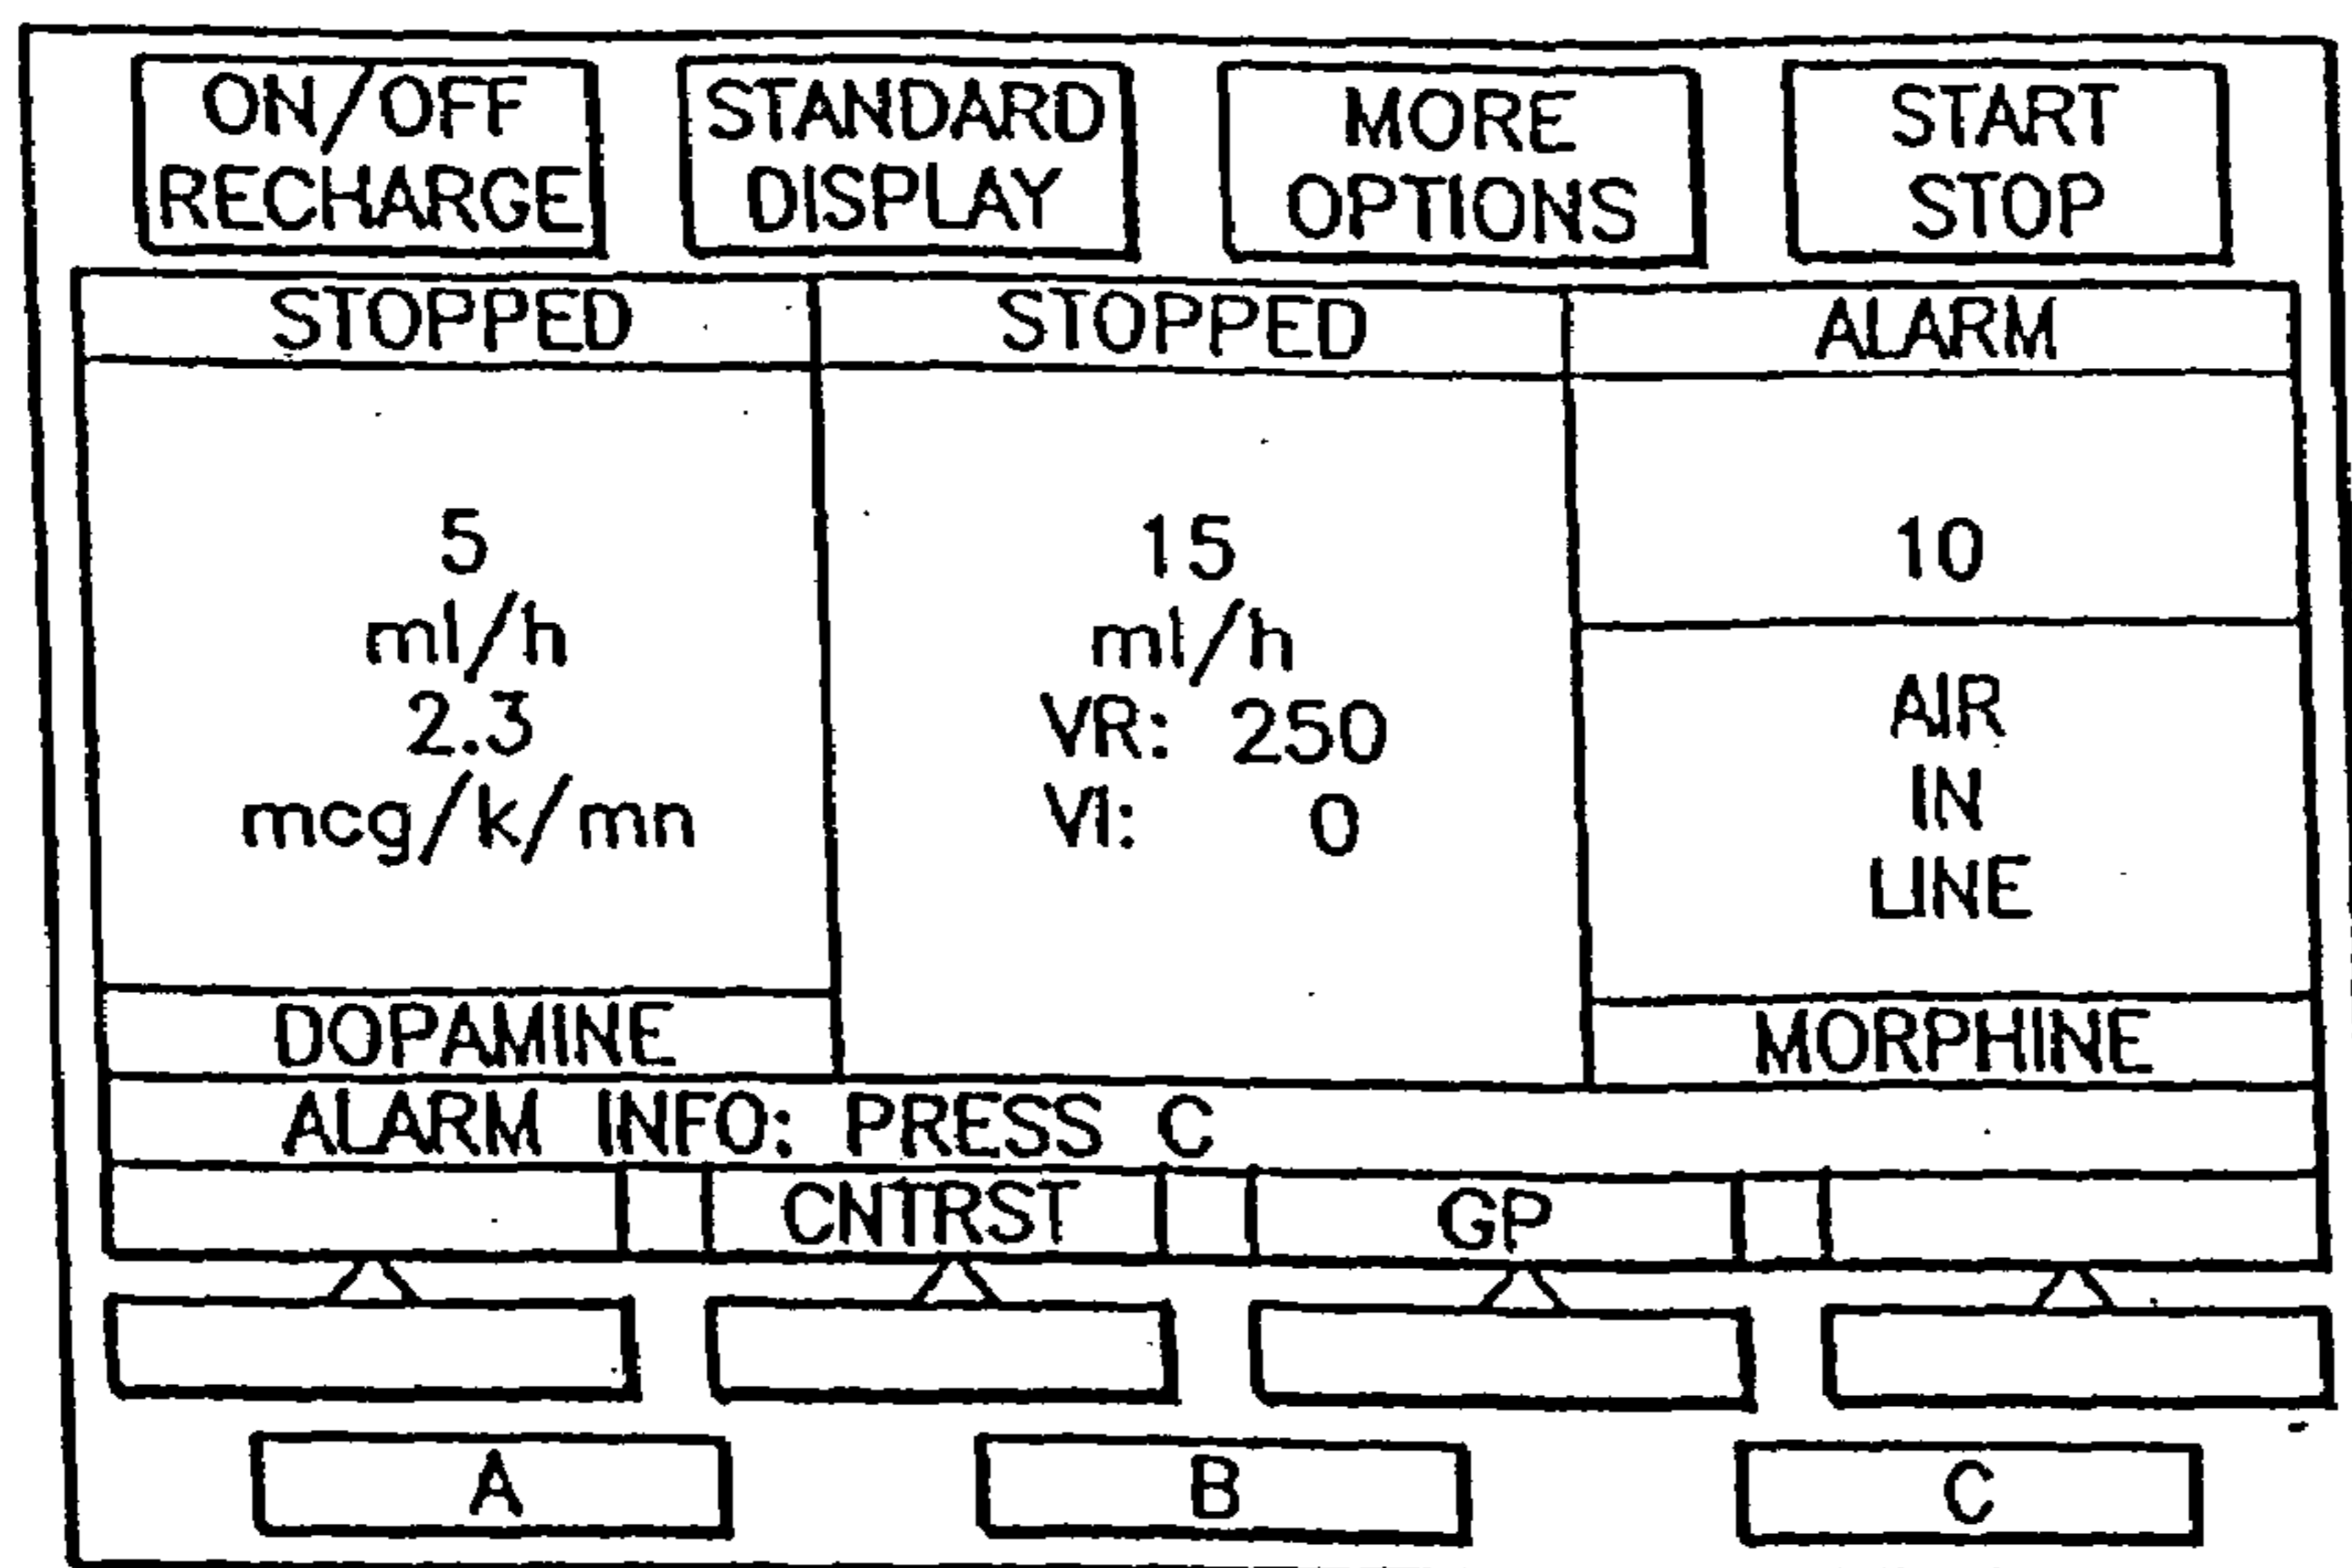 ON/OFF
RECHARGE
STANDARD
DISPLAY
MORE
OPTIONS
START
STOP
STOPPED
STOPPED
ALARM
5
ml/h
2.3
mcg/k/mn
DOPAMINE
15
ml/h
VR: 250
VI: 0
10
AIR
IN
LINE
MORPHINE
ALARM INFO: PRESS C
CNTRST
GP
A
B
C